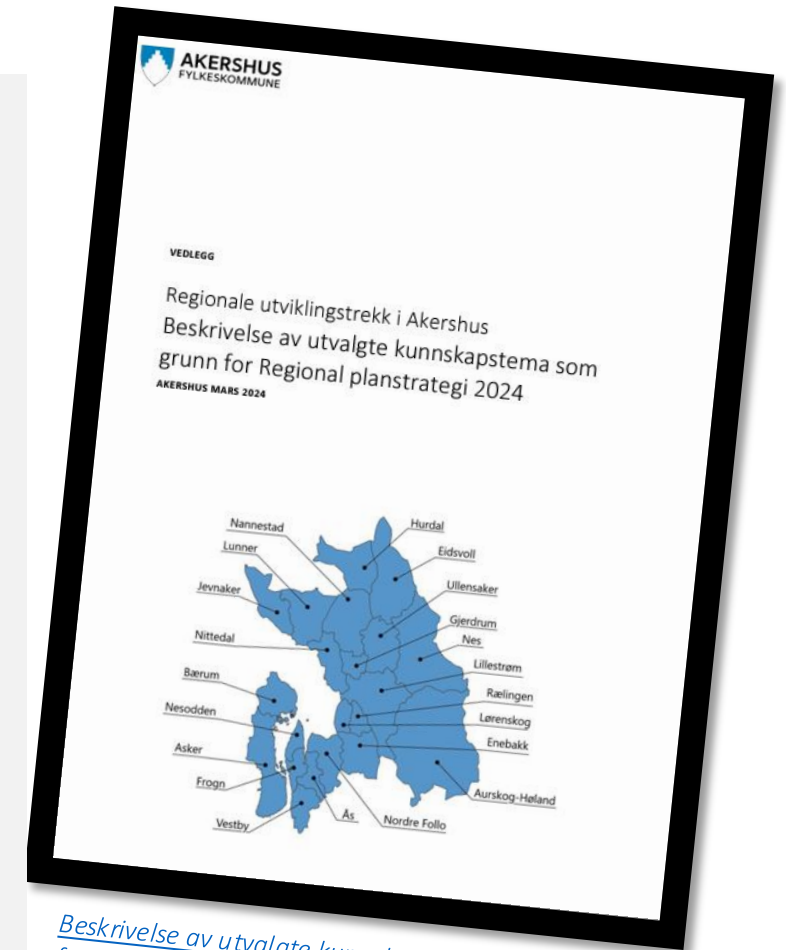 AKERSHUS
FYLKESKOMMUNE
VEDLEGG
Regionale utviklingstrekk i Akershus
Beskrivelse av utvalgte kunnskapstema som
grunn for Regional planstrategi 2024
AKERSHUS MARS 2024
Nannestad
Hurdal
Lunner
Eidsvoll
Jevnaker
Ullensaker
Gjerdrum
Nittedal
Nes
Lillestrøm
Bærum
Rælingen
Nesodden
Lørenskog
Enebakk
Asker
Frogn
Aurskog-Høland
Vestby
Ås
Nordre Follo
Beskrivelse av utvalgte